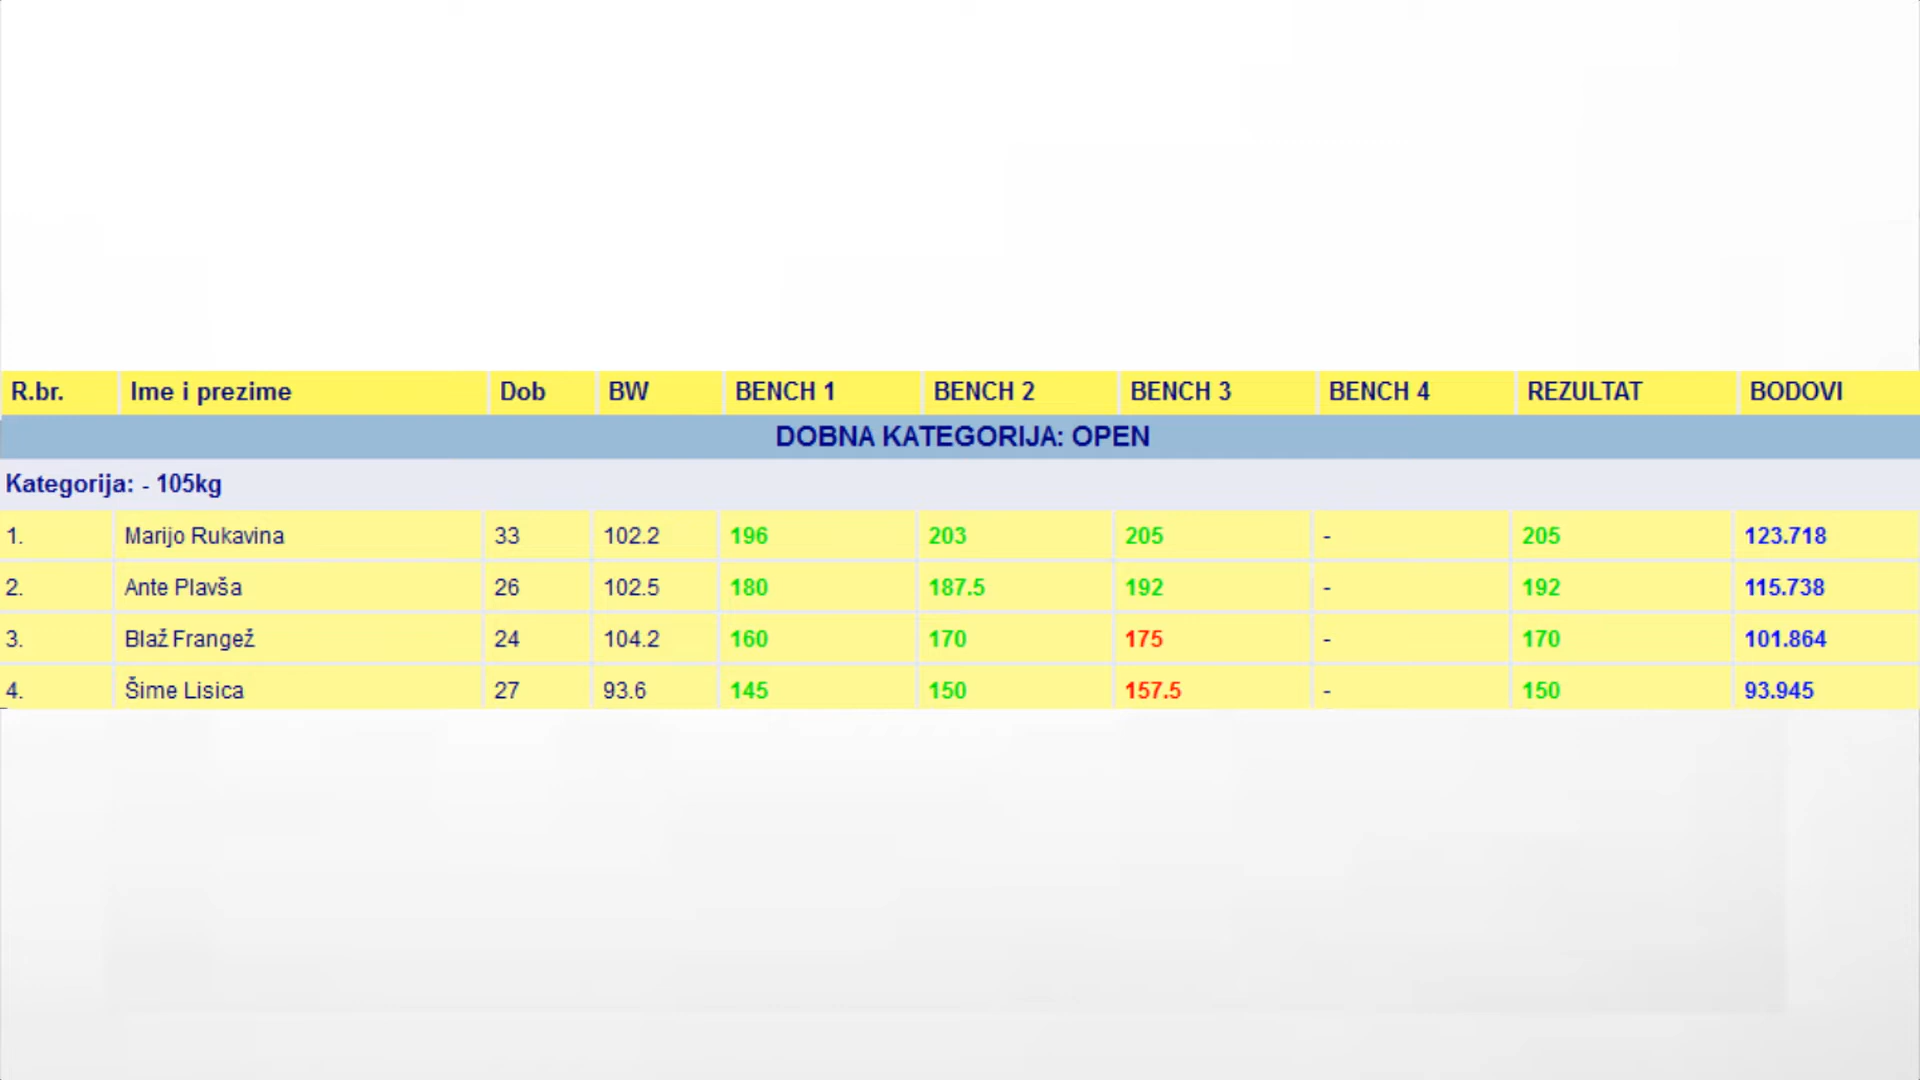 R.br. Ime i prezime Dob BW BENCH 1 BENCH 2 BENCH 3 BENCH 4 REZULTAT BODOVI
DOBNA KATEGORIJA: OPEN
Kategorija: - 105kg
1. Marijo Rukavina 33 102.2 196 203 205 - 205 123.718
2. Ante Plavša 26 102.5 180 187.5 192 - 192 115.738
3. Blaž Frangež 24 104.2 160 170 175 - 170 101.864
4. Šime Lisica 27 93.6 145 150 157.5 - 150 93.945